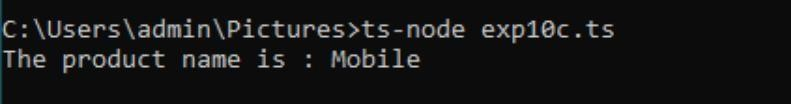 C:\Users\admin\Pictures>ts-node exp10c.ts
The product name is : Mobile